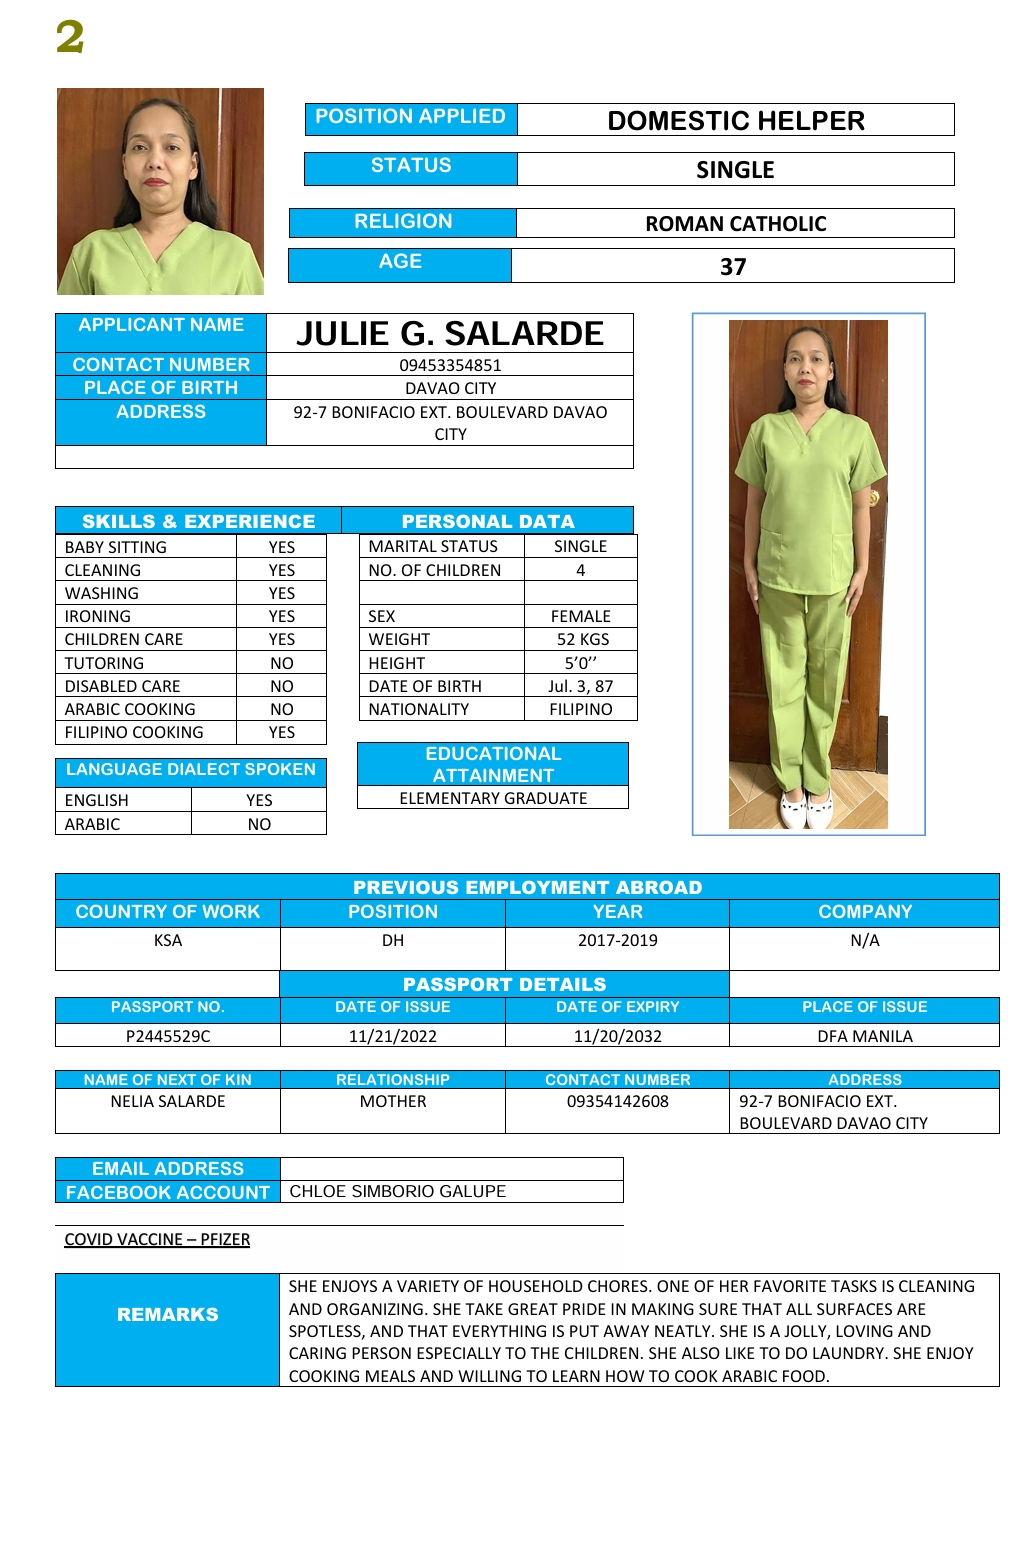 2
POSITION APPLIED DOMESTIC HELPER
STATUS SINGLE
RELIGION ROMAN CATHOLIC
AGE 37
APPLICANT NAME JULIE G. SALARDE
CONTACT NUMBER 09453354851
PLACE OF BIRTH DAVAO CITY
ADDRESS 92-7 BONIFACIO EXT. BOULEVARD DAVAO
CITY
SKILLS & EXPERIENCE PERSONAL DATA
BABY SITTING YES MARITAL STATUS SINGLE
CLEANING YES NO. OF CHILDREN 4
WASHING YES
IRONING YES SEX FEMALE
CHILDREN CARE YES WEIGHT 52 KGS
TUTORING NO HEIGHT 5’0’’
DISABLED CARE NO DATE OF BIRTH Jul. 3, 87
ARABIC COOKING NO NATIONALITY FILIPINO
FILIPINO COOKING YES
LANGUAGE DIALECT SPOKEN
ENGLISH YES
ARABIC NO
EDUCATIONAL
ATTAINMENT
ELEMENTARY GRADUATE
PREVIOUS EMPLOYMENT ABROAD
COUNTRY OF WORK POSITION YEAR COMPANY
KSA DH 2017-2019 N/A
PASSPORT DETAILS
PASSPORT NO. DATE OF ISSUE DATE OF EXPIRY PLACE OF ISSUE
P2445529C 11/21/2022 11/20/2032 DFA MANILA
NAME OF NEXT OF KIN RELATIONSHIP CONTACT NUMBER ADDRESS
NELIA SALARDE MOTHER 09354142608 92-7 BONIFACIO EXT.
BOULEVARD DAVAO CITY
EMAIL ADDRESS
FACEBOOK ACCOUNT CHLOE SIMBORIO GALUPE
COVID VACCINE – PFIZER
REMARKS
SHE ENJOYS A VARIETY OF HOUSEHOLD CHORES. ONE OF HER FAVORITE TASKS IS CLEANING
AND ORGANIZING. SHE TAKE GREAT PRIDE IN MAKING SURE THAT ALL SURFACES ARE
SPOTLESS, AND THAT EVERYTHING IS PUT AWAY NEATLY. SHE IS A JOLLY, LOVING AND
CARING PERSON ESPECIALLY TO THE CHILDREN. SHE ALSO LIKE TO DO LAUNDRY. SHE ENJOY
COOKING MEALS AND WILLING TO LEARN HOW TO COOK ARABIC FOOD.